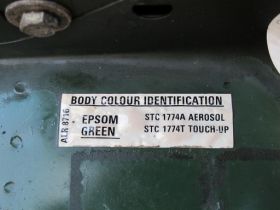 BODY COLOUR IDENTIFICATION
EPSOM STC 1774A AEROSOL
GREEN STC 1774T TOUCH-UP
ALR 8716